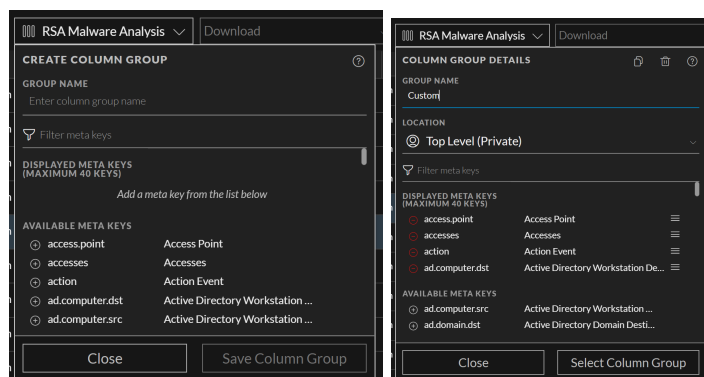 RSA Malware Analysis
Download
CREATE COLUMN GROUP
GROUP NAME
Enter column group name
Filter meta keys
DISPLAYED META KEYS
(MAXIMUM 40 KEYS)
Add a meta key from the list below
AVAILABLE META KEYS
access.point Access Point
accesses Accesses
action Action Event
ad.computer.dst Active Directory Workstation ...
ad.computer.src Active Directory Workstation ...
Close
Save Column Group
RSA Malware Analysis
Download
COLUMN GROUP DETAILS
GROUP NAME
Custom
LOCATION
Top Level (Private)
Filter meta keys
DISPLAYED META KEYS
(MAXIMUM 40 KEYS)
access.point Access Point
accesses Accesses
action Action Event
ad.computer.dst Active Directory Workstation De...
AVAILABLE META KEYS
ad.computer.src Active Directory Workstation ...
ad.domain.dst Active Directory Domain Desti...
Close
Select Column Group